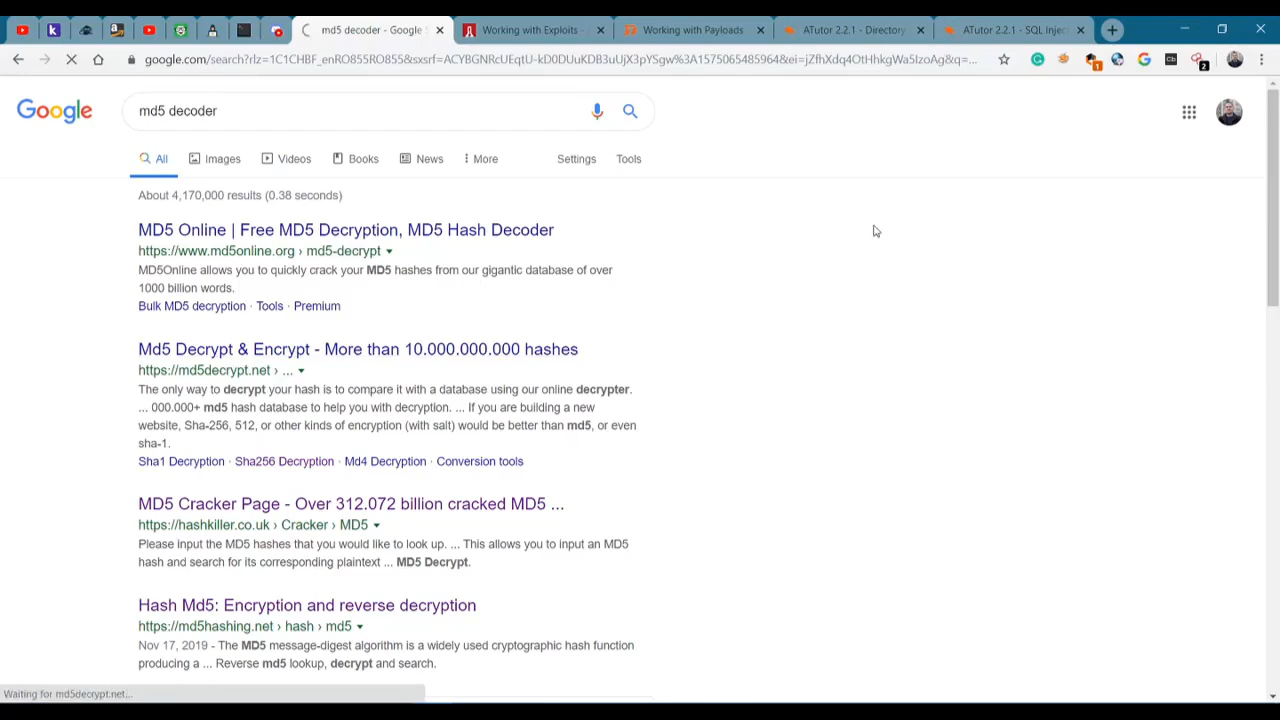 md5 decoder - Google S
Working with Exploits -
Working with Payloads
ATutor 2.2.1 - Directory
ATutor 2.2.1 - SQL Injec
google.com/search?rlz=1C1CHBF_enRO855RO855&sxsrf=ACYBGNRcUEqtU-kD0DUuKDB3uUjX3pYSgw%3A1575065485964&ei=jZfhXdq4OtHhkgWa5IzoAg&q=...
1
Cb
2
Google
md5 decoder
All
Images
Videos
Books
News
More
Settings
Tools
About 4,170,000 results (0.38 seconds)
MD5 Online | Free MD5 Decryption, MD5 Hash Decoder
https://www.md5online.org › md5-decrypt
MD5Online allows you to quickly crack your MD5 hashes from our gigantic database of over
1000 billion words.
Bulk MD5 decryption · Tools · Premium
Md5 Decrypt & Encrypt - More than 10.000.000.000 hashes
https://md5decrypt.net › ...
The only way to decrypt your hash is to compare it with a database using our online decrypter.
... 000.000+ md5 hash database to help you with decryption. ... If you are building a new
website, Sha-256, 512, or other kinds of encryption (with salt) would be better than md5, or even
sha-1.
Sha1 Decryption · Sha256 Decryption · Md4 Decryption · Conversion tools
MD5 Cracker Page - Over 312.072 billion cracked MD5 ...
https://hashkiller.co.uk › Cracker › MD5
Please input the MD5 hashes that you would like to look up. ... This allows you to input an MD5
hash and search for its corresponding plaintext ... MD5 Decrypt.
Hash Md5: Encryption and reverse decryption
https://md5hashing.net › hash › md5
Nov 17, 2019 - The MD5 message-digest algorithm is a widely used cryptographic hash function
producing a ... Reverse md5 lookup, decrypt and search.
Waiting for md5decrypt.net...